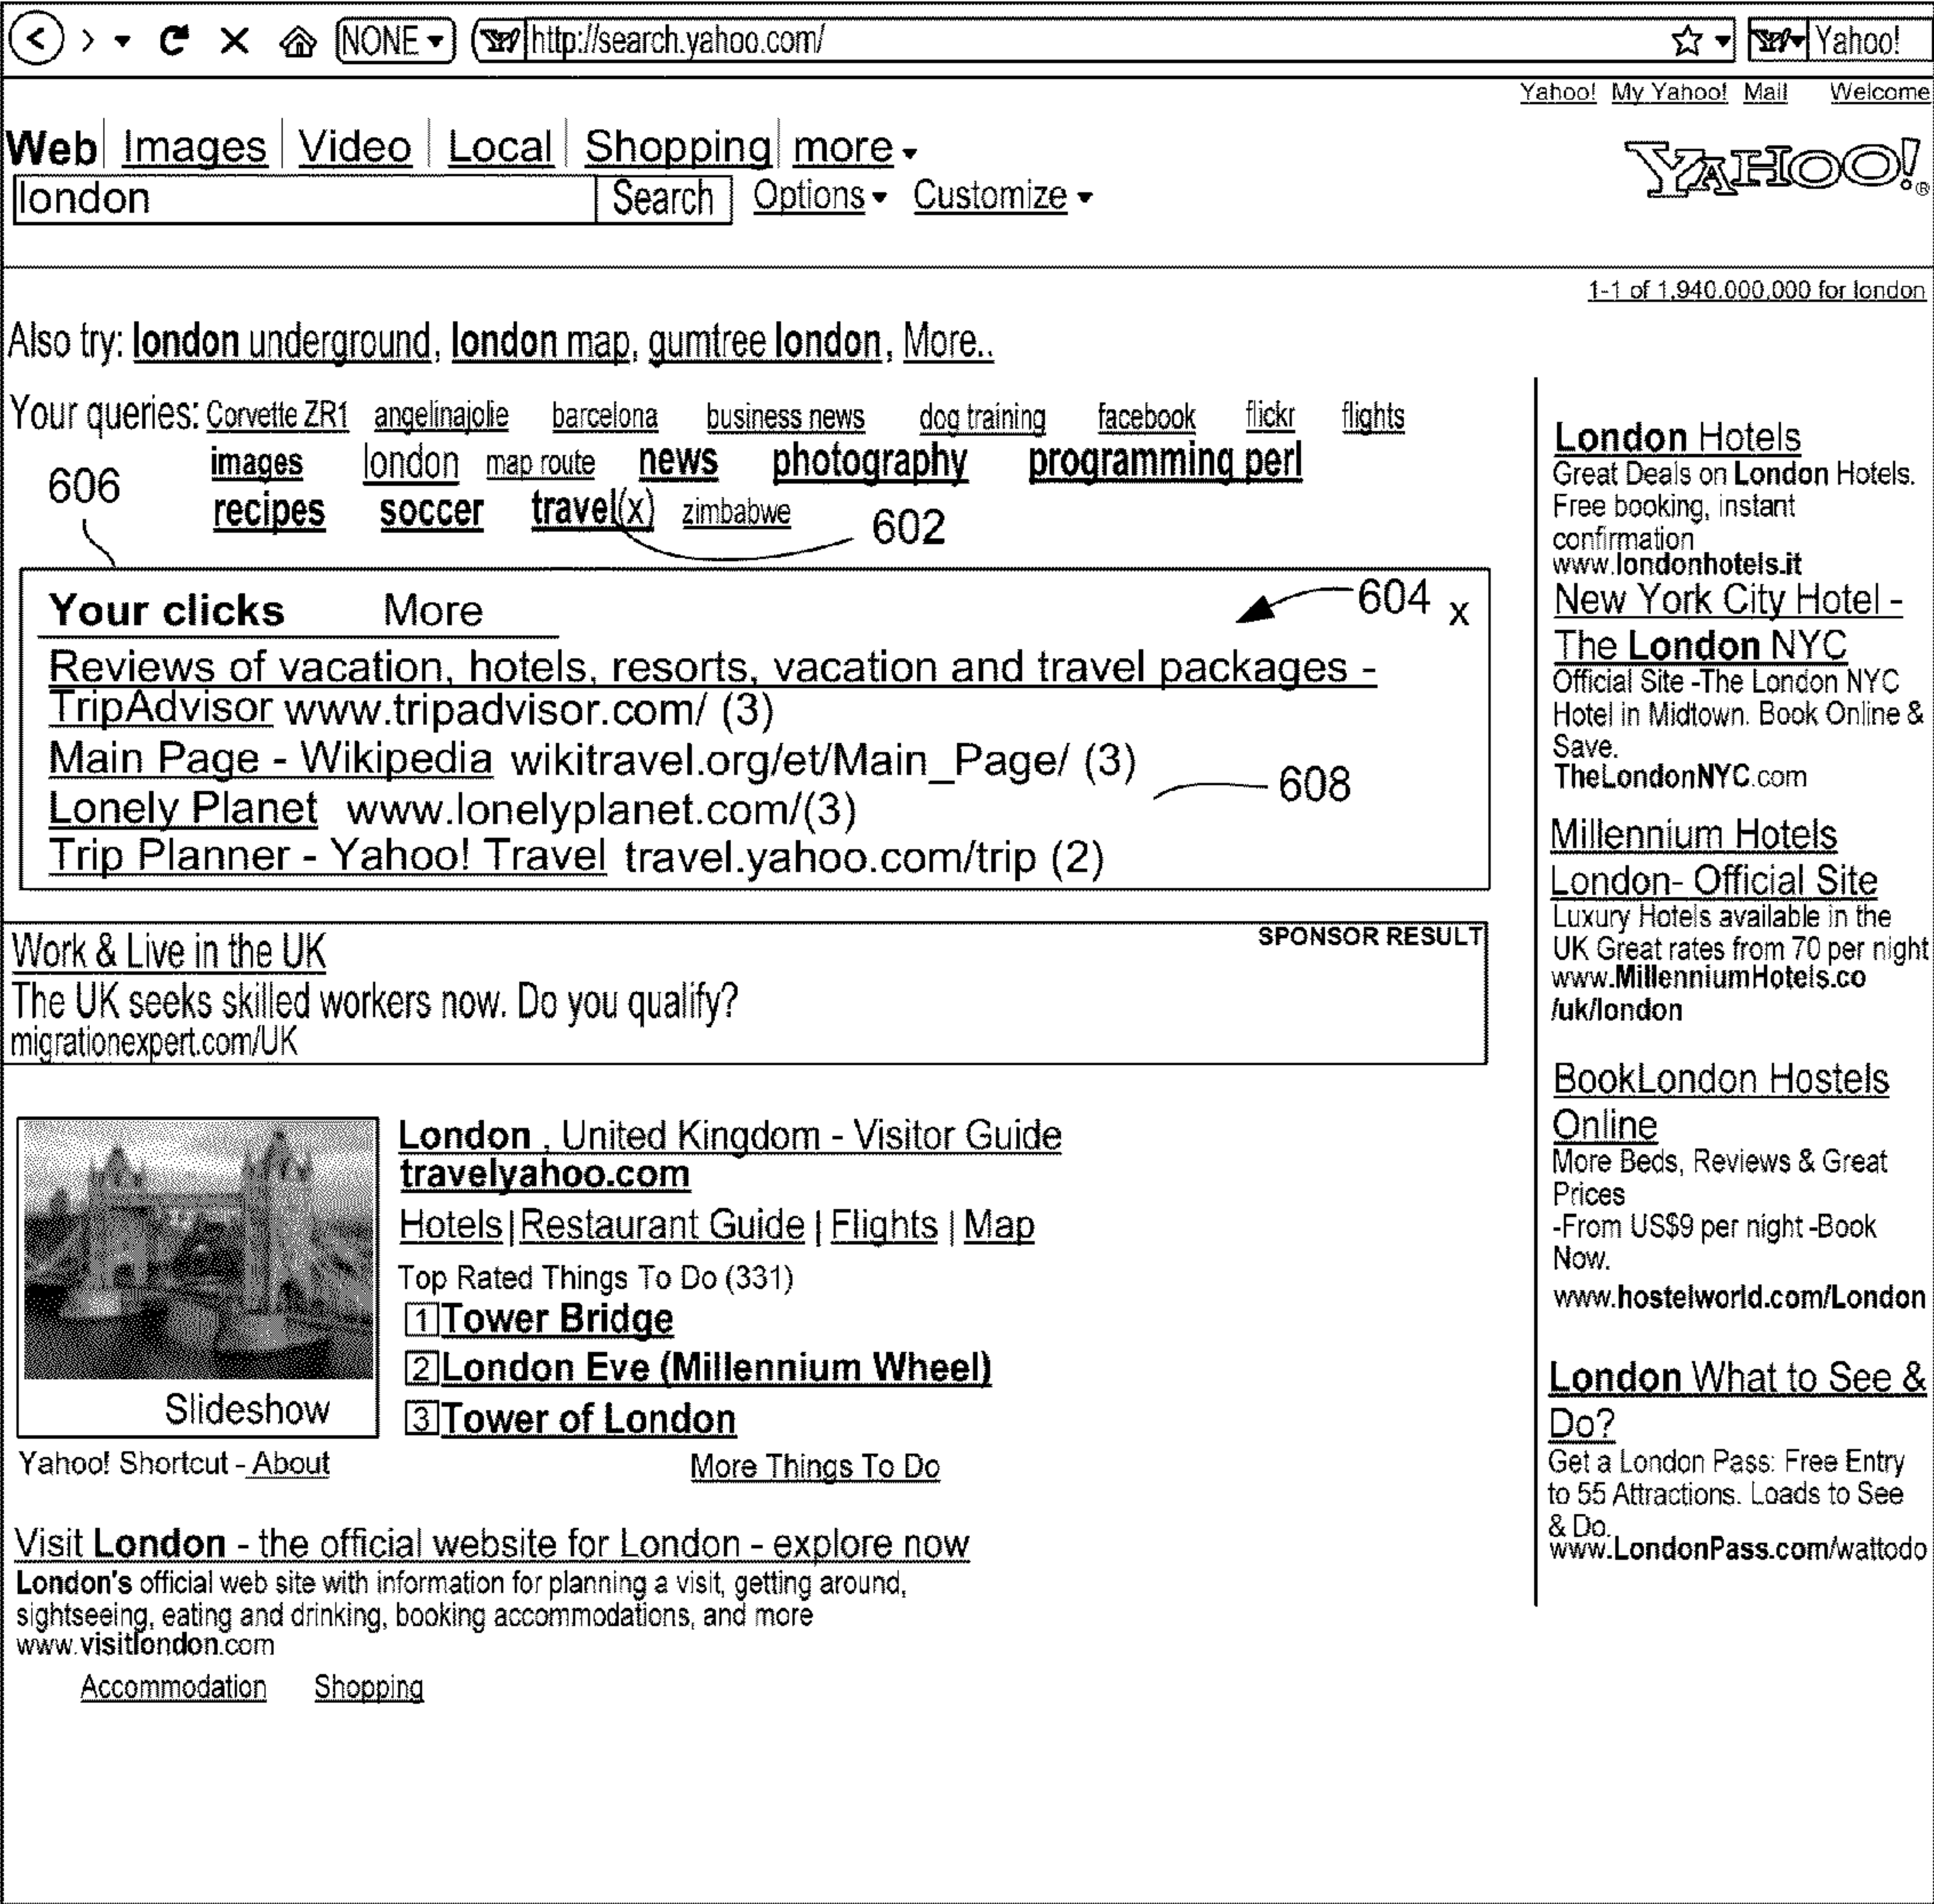 NONE http://search.yahoo.com/ Yahoo!
Yahoo! My Yahoo! Mail Welcome
Web Images Video Local Shopping more
YAHOO!®
london Search Options Customize
1-1 of 1,940,000,000 for london
Also try: london underground, london map, gumtree london, More..
Your queries: Corvette ZR1 angelinajolie barcelona business news dog training facebook flickr flights
images london map route news photography programming perl
606
recipes soccer travel(x) zimbabwe
602
Your clicks More
604 x
Reviews of vacation, hotels, resorts, vacation and travel packages -
TripAdvisor www.tripadvisor.com/ (3)
Main Page - Wikipedia wikitravel.org/et/Main_Page/ (3)
608
Lonely Planet www.lonelyplanet.com/(3)
Trip Planner - Yahoo! Travel travel.yahoo.com/trip (2)
SPONSOR RESULT
Work & Live in the UK
The UK seeks skilled workers now. Do you qualify?
migrationexpert.com/UK
London , United Kingdom - Visitor Guide
travelyahoo.com
Hotels|Restaurant Guide | Flights | Map
Top Rated Things To Do (331)
1 Tower Bridge
2 London Eve (Millennium Wheel)
3 Tower of London
Slideshow
Yahoo! Shortcut - About
More Things To Do
Visit London - the official website for London - explore now
London's official web site with information for planning a visit, getting around,
sightseeing, eating and drinking, booking accommodations, and more
www.visitlondon.com
Accommodation Shopping
London Hotels
Great Deals on London Hotels.
Free booking, instant
confirmation
www.londonhotels.it
New York City Hotel -
The London NYC
Official Site -The London NYC
Hotel in Midtown. Book Online &
Save.
TheLondonNYC.com
Millennium Hotels
London- Official Site
Luxury Hotels available in the
UK Great rates from 70 per night
www.MillenniumHotels.co
/uk/london
BookLondon Hostels
Online
More Beds, Reviews & Great
Prices
-From US$9 per night -Book
Now.
www.hostelworld.com/London
London What to See &
Do?
Get a London Pass: Free Entry
to 55 Attractions. Loads to See
& Do.
www.LondonPass.com/wattodo